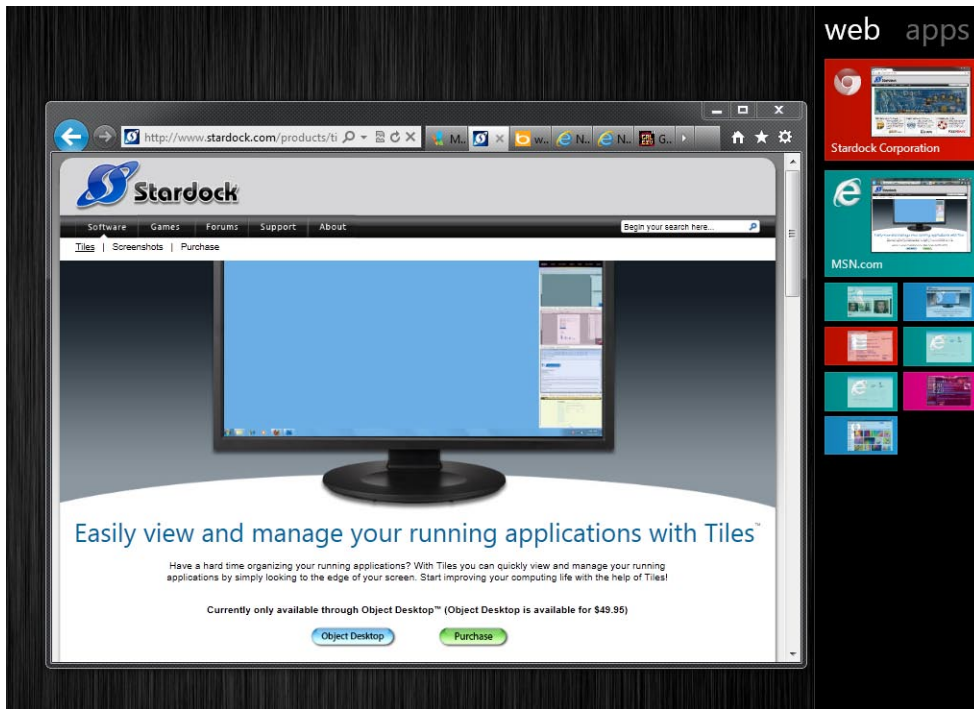 web apps
http://www.stardock.com/products/ti
M..
w..
N..
N..
G..
Stardock
Software Games Forums Support About
Begin your search here...
Tiles | Screenshots | Purchase
Easily view and manage your running applications with Tiles™
Have a hard time organizing your running applications? With Tiles you can quickly view and manage your running
applications by simply looking to the edge of your screen. Start improving your computing life with the help of Tiles!
Currently only available through Object Desktop™ (Object Desktop is available for $49.95)
Object Desktop Purchase
Stardock Corporation
MSN.com